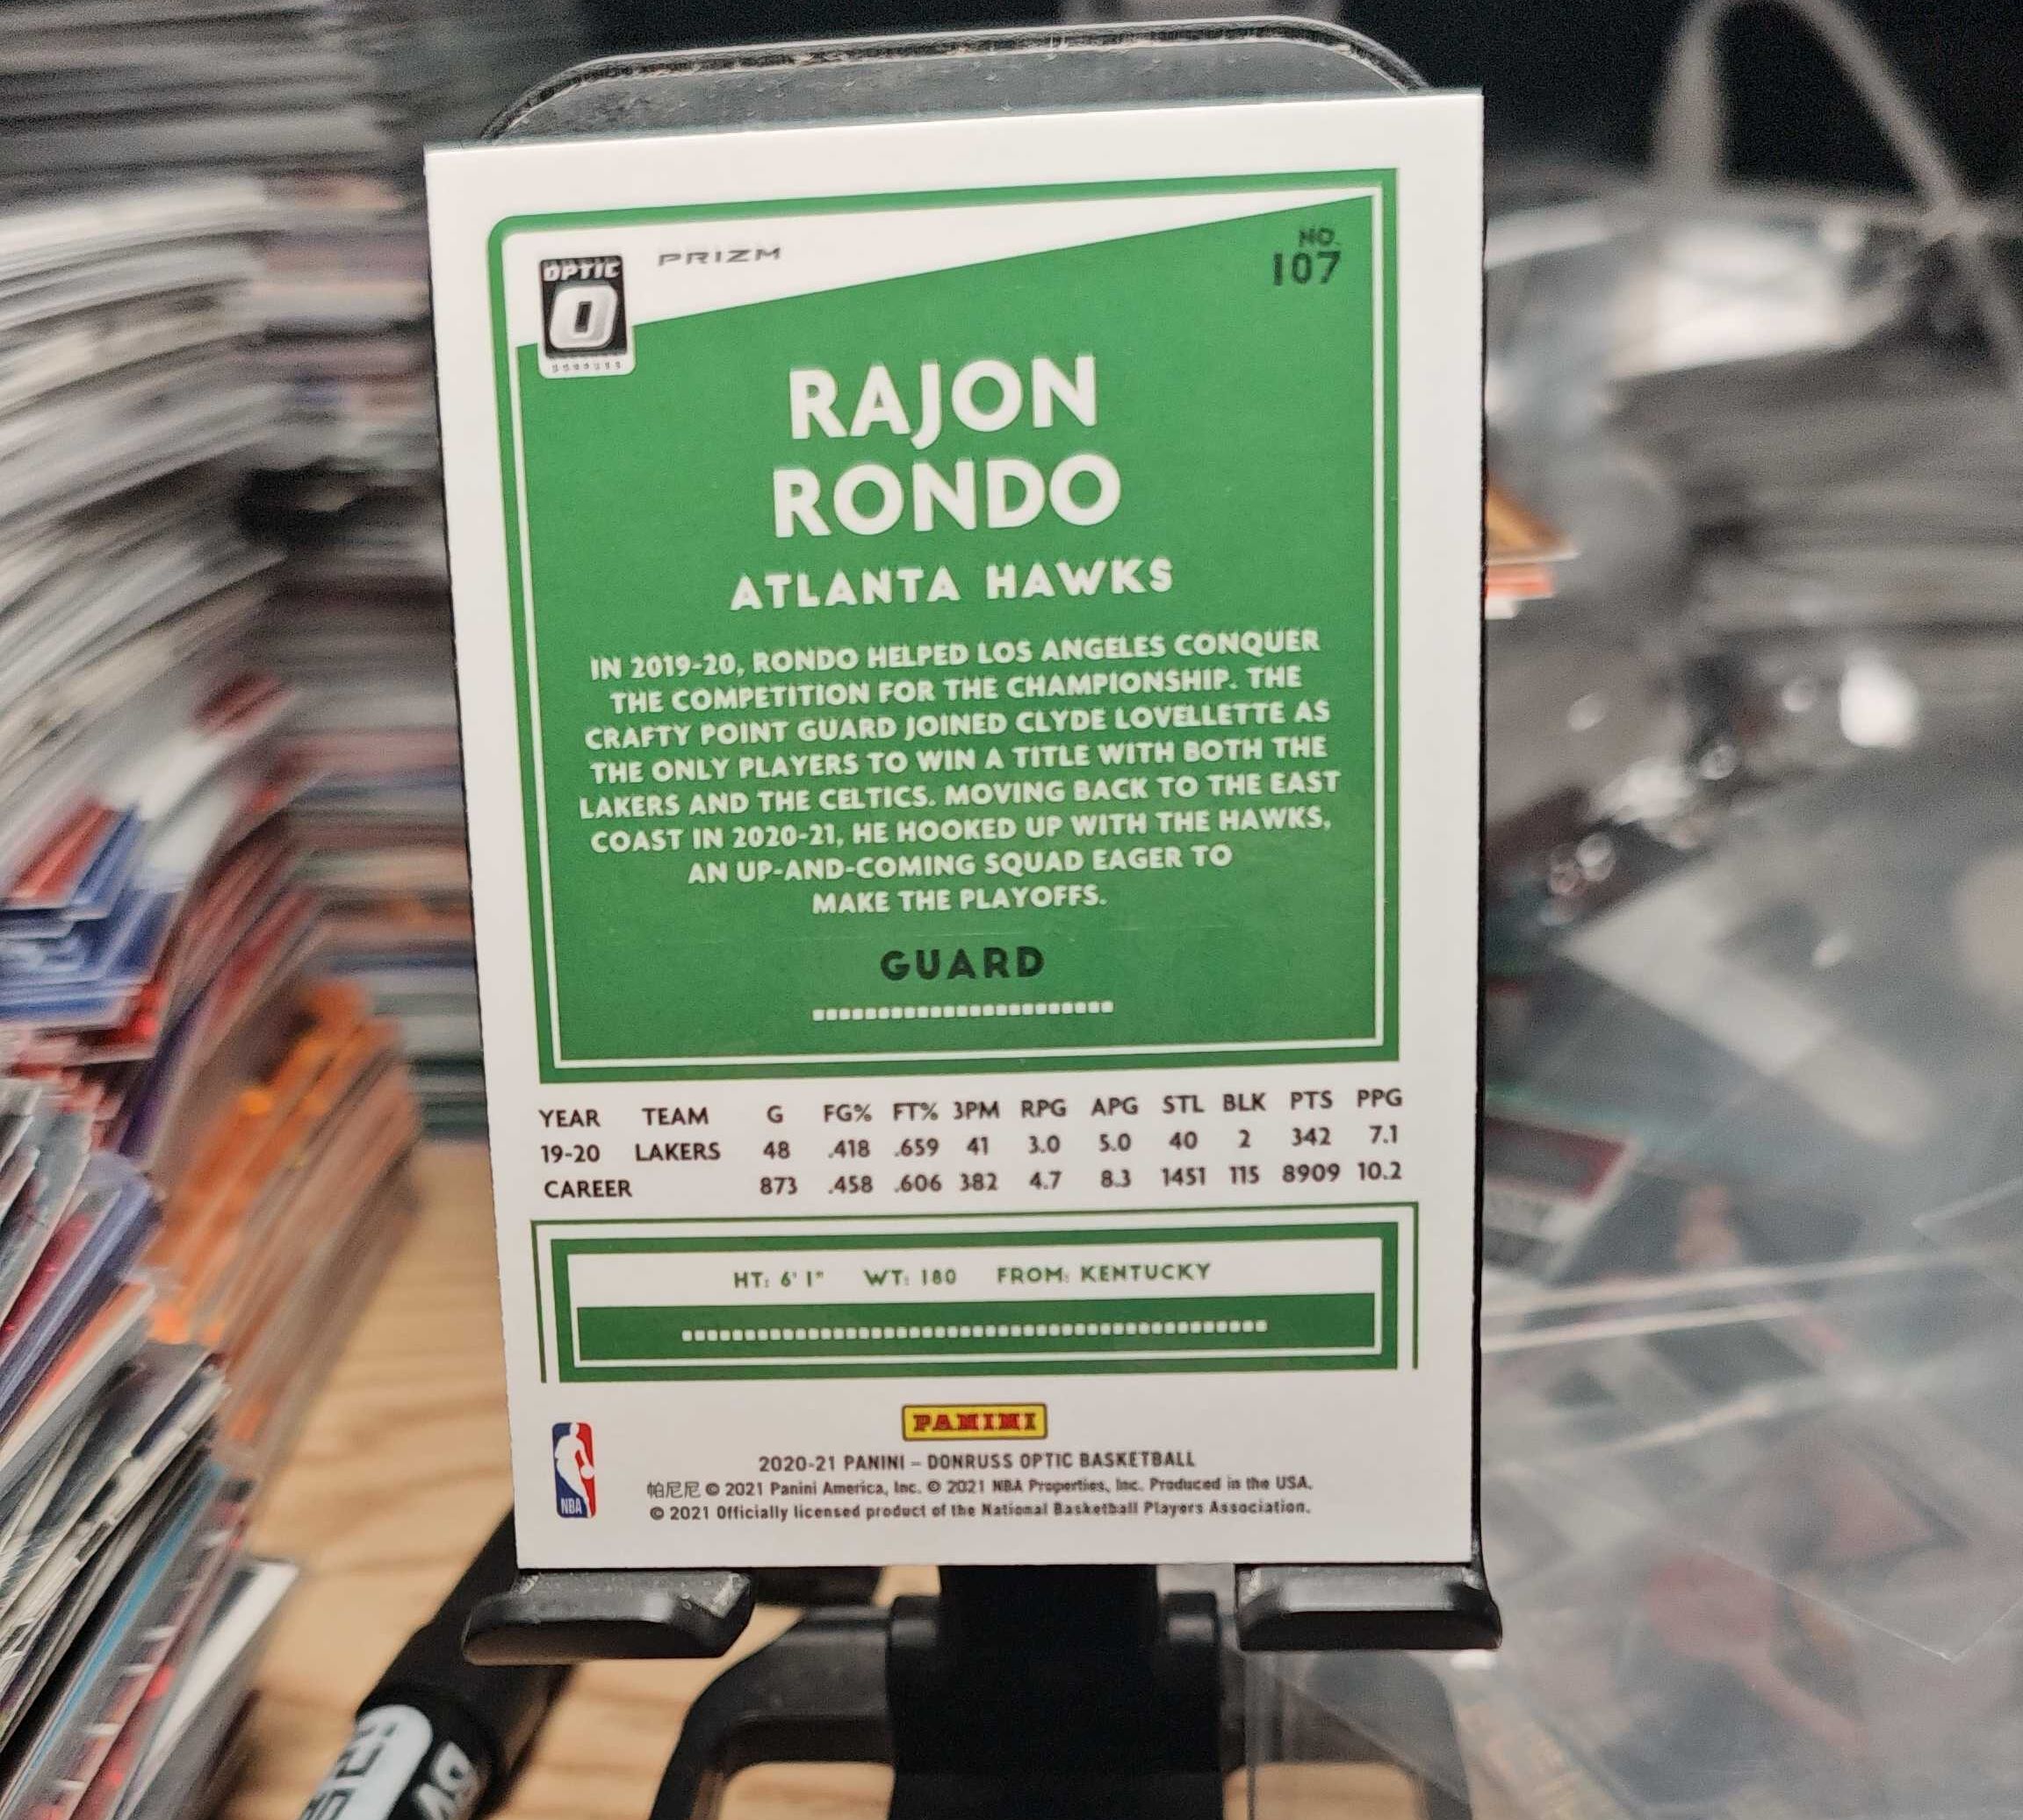 OPTIC
PRIZM
NO.
107
RAJON
RONDO
ATLANTA HAWKS
IN 2019-20, RONDO HELPED LOS ANGELES CONQUER
THE COMPETITION FOR THE CHAMPIONSHIP. THE
CRAFTY POINT GUARD JOINED CLYDE LOVELLETTE AS
THE ONLY PLAYERS TO WIN A TITLE WITH BOTH THE
LAKERS AND THE CELTICS. MOVING BACK TO THE EAST
COAST IN 2020-21, HE HOOKED UP WITH THE HAWKS,
AN UP-AND-COMING SQUAD EAGER TO
MAKE THE PLAYOFFS.
GUARD
YEAR TEAM G FG% FT% 3PM RPG APG STL BLK PTS PPG
19-20 LAKERS 48 .418 .659 41 3.0 5.0 40 2 342 7.1
CAREER 873 .458 .606 382 4.7 8.3 1451 115 8909 10.2
HT: 6' 1" WT: 180 FROM: KENTUCKY
PANINI
2020-21 PANINI – DONRUSS OPTIC BASKETBALL
帕尼尼 © 2021 Panini America, Inc. © 2021 NBA Properties, Inc. Produced in the USA.
© 2021 Officially licensed product of the National Basketball Players Association.
NBA